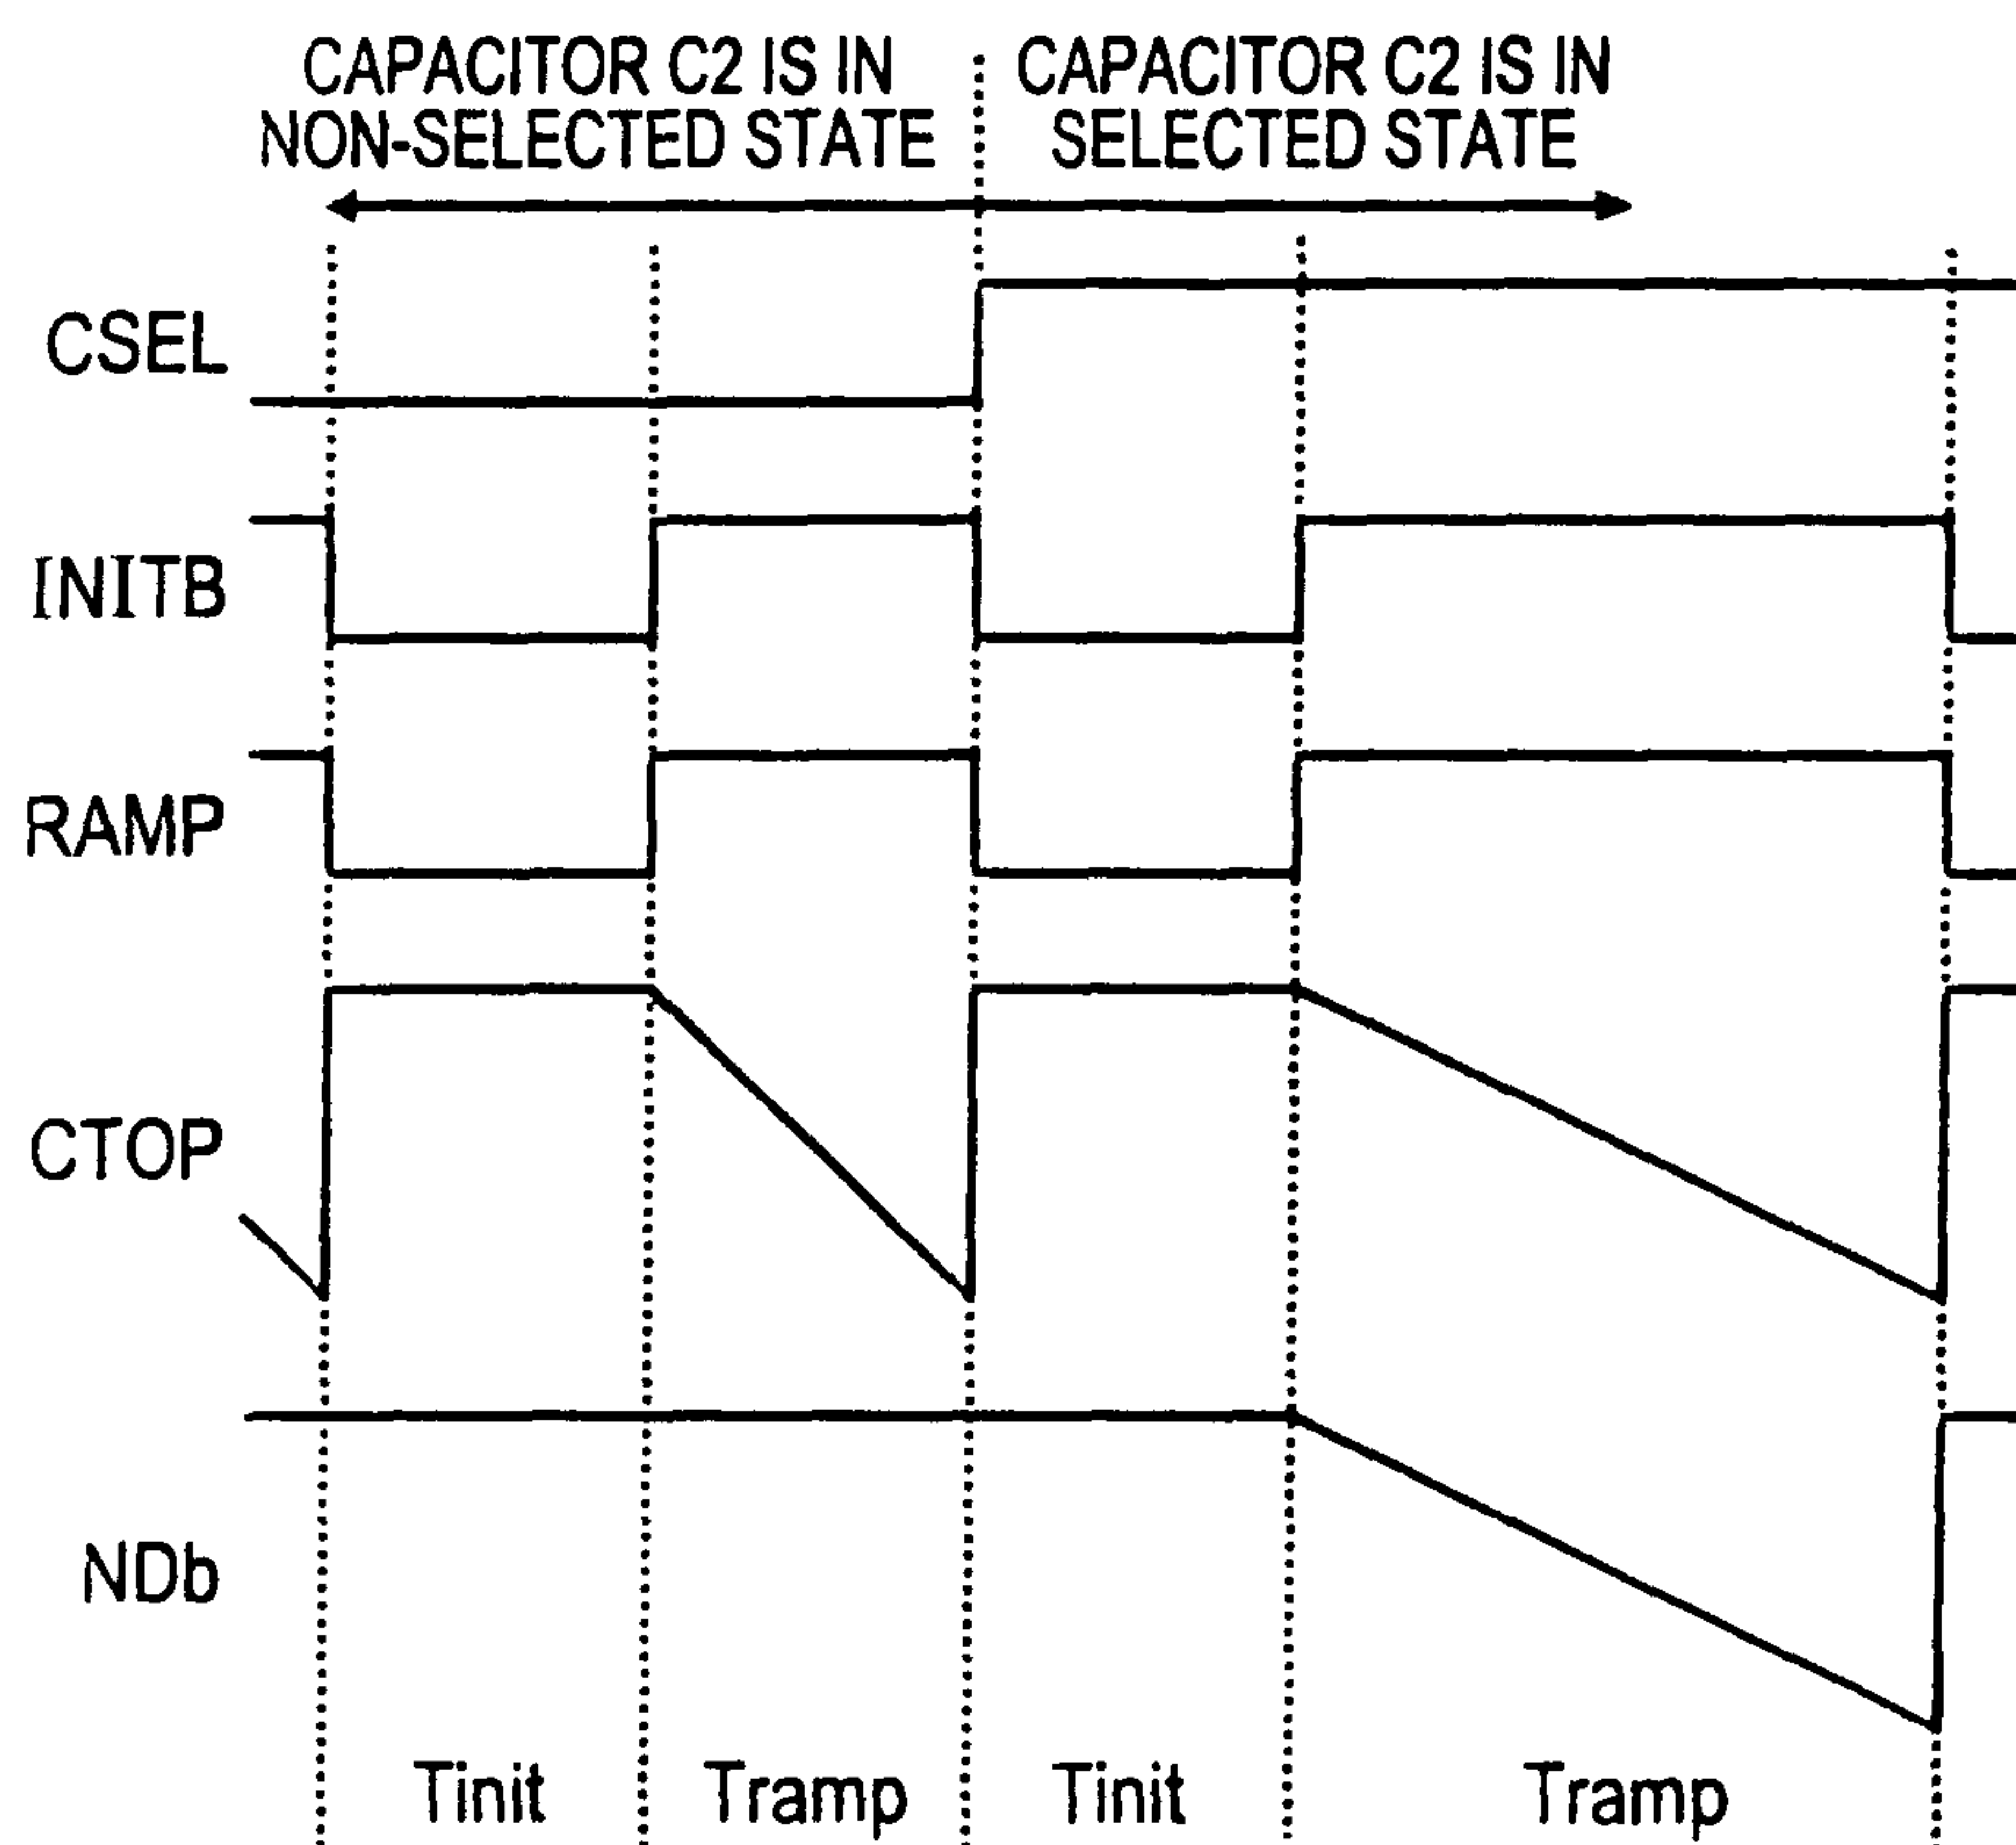 CAPACITOR C2 IS IN
NON-SELECTED STATE
CAPACITOR C2 IS IN
SELECTED STATE
CSEL
INITB
RAMP
CTOP
NDb
Tinit
Tramp
Tinit
Tramp